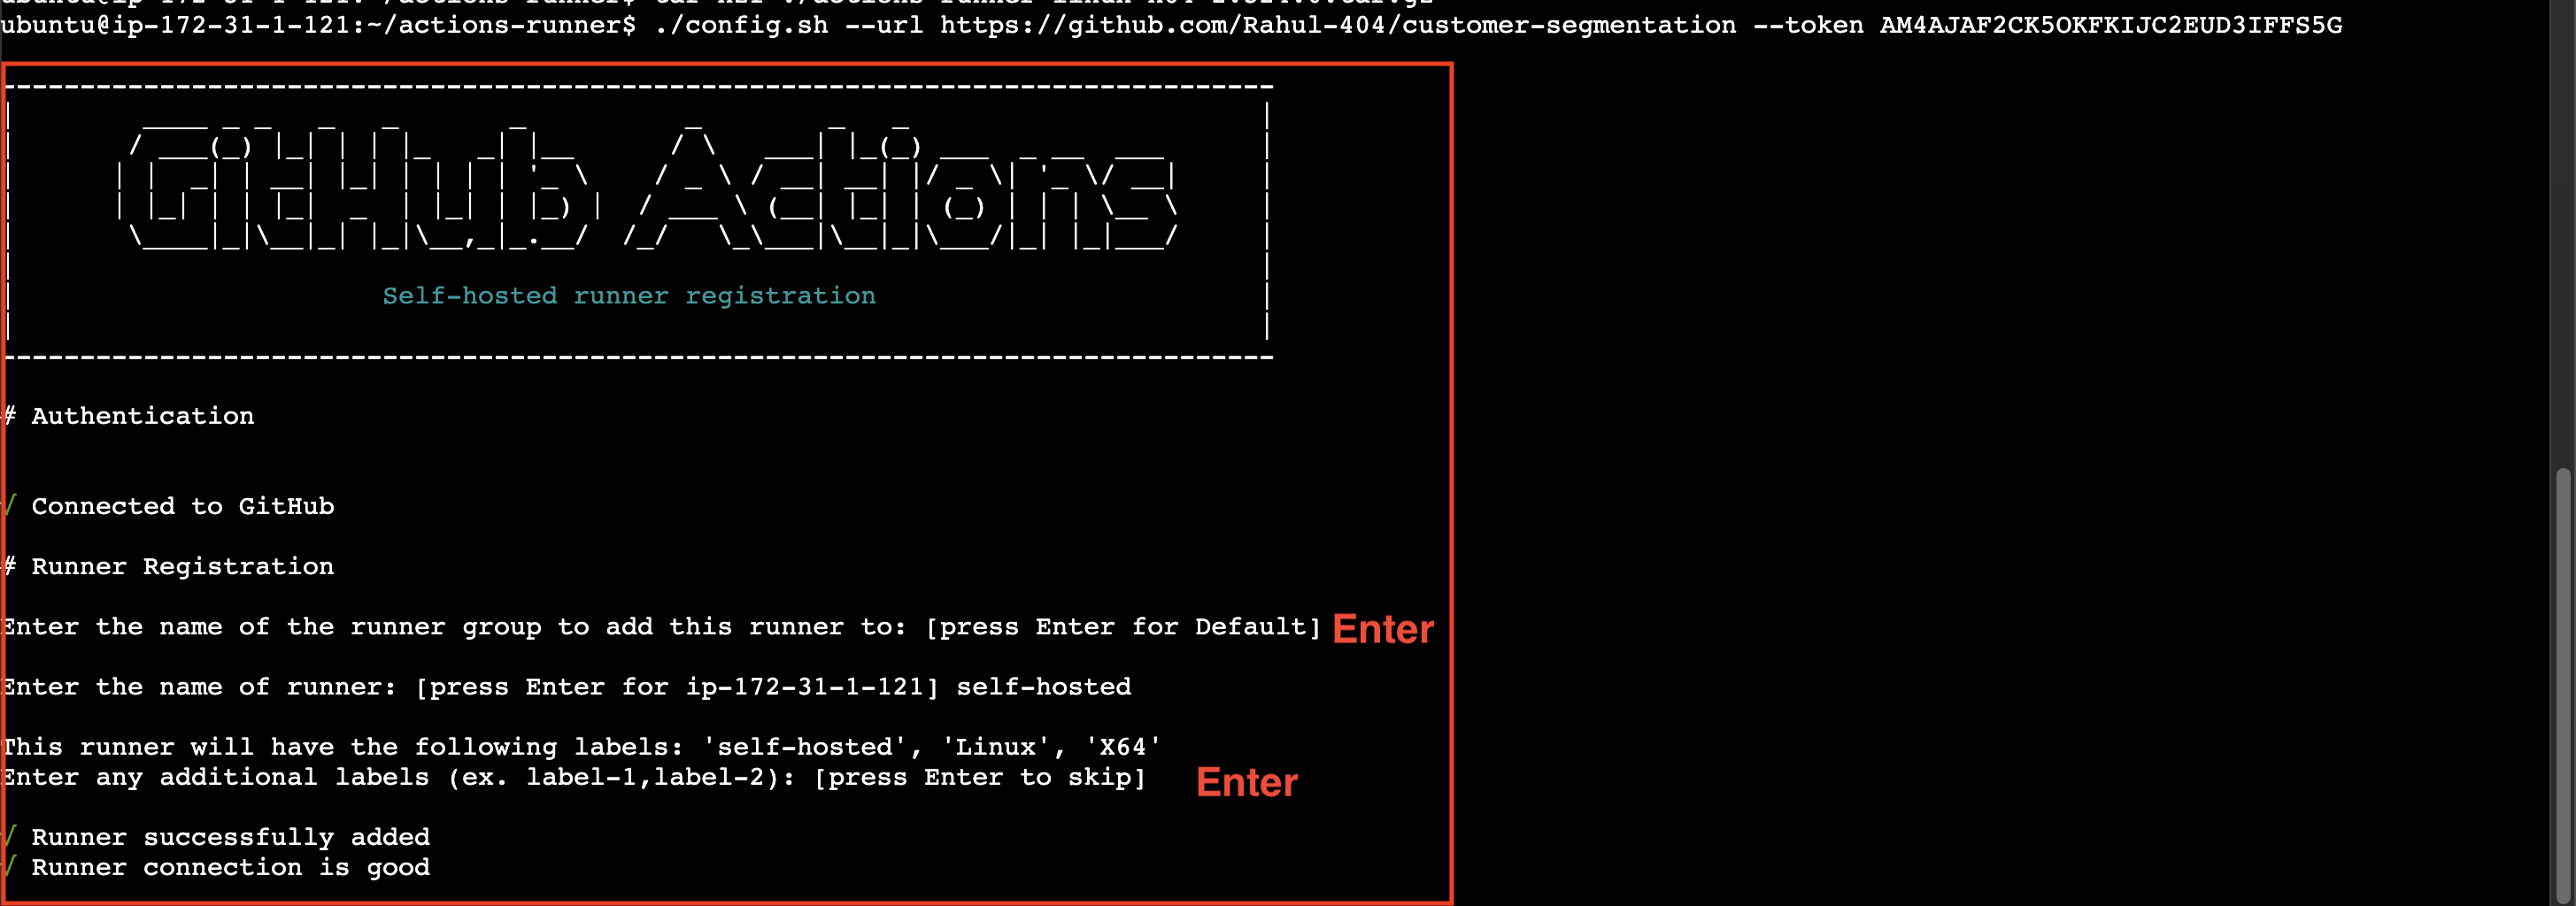 ubuntu@ip-172-31-1-121:~/actions-runner$ ./config.sh --url https://github.com/Rahul-404/customer-segmentation --token AM4AJAF2CK5OKFKIJC2EUD3IFFS5G
GitHub Actions
Self-hosted runner registration
# Authentication
√ Connected to GitHub
# Runner Registration
Enter the name of the runner group to add this runner to: [press Enter for Default] Enter
Enter the name of runner: [press Enter for ip-172-31-1-121] self-hosted
This runner will have the following labels: 'self-hosted', 'Linux', 'X64'
Enter any additional labels (ex. label-1,label-2): [press Enter to skip] Enter
√ Runner successfully added
√ Runner connection is good